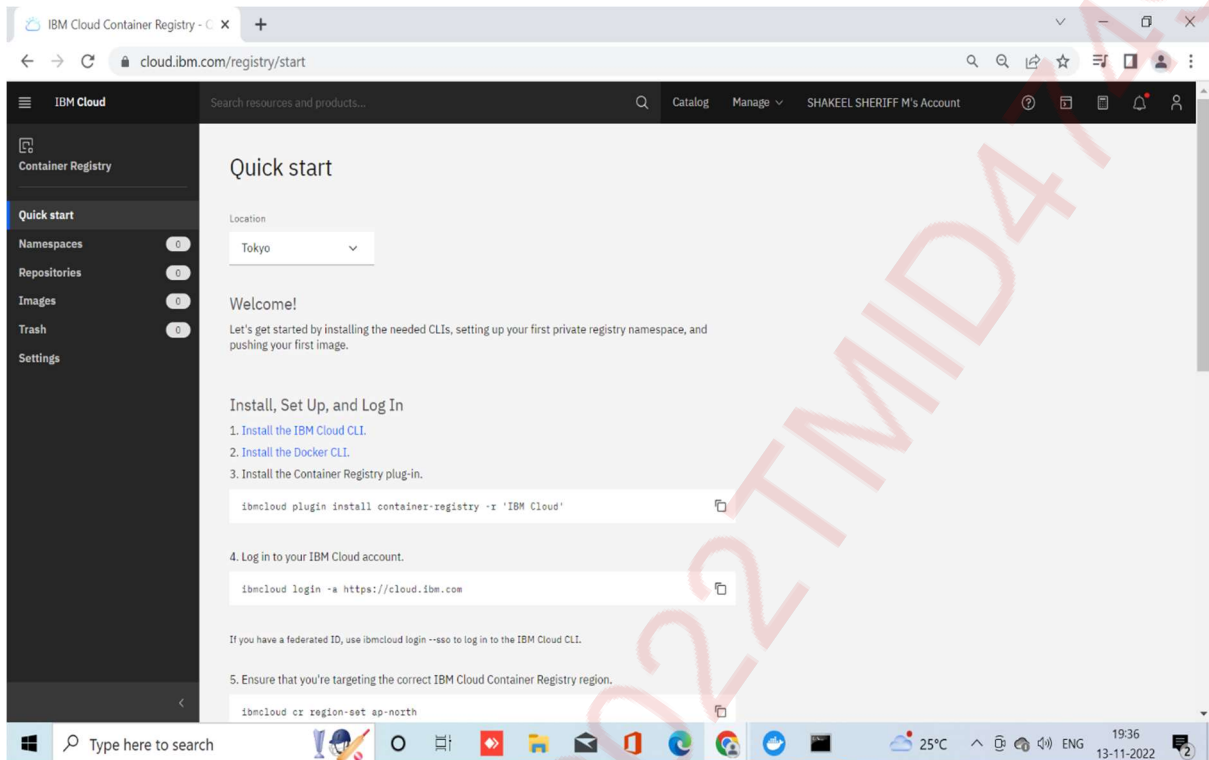 IBM Cloud Container Registry - C
cloud.ibm.com/registry/start
IBM Cloud
Search resources and products...
Catalog
Manage
SHAKEEL SHERIFF M's Account
Container Registry
Quick start
Namespaces 0
Repositories 0
Images 0
Trash 0
Settings
Quick start
Location
Tokyo
Welcome!
Let's get started by installing the needed CLIs, setting up your first private registry namespace, and
pushing your first image.
Install, Set Up, and Log In
1. Install the IBM Cloud CLI.
2. Install the Docker CLI.
3. Install the Container Registry plug-in.
ibmcloud plugin install container-registry -r 'IBM Cloud'
4. Log in to your IBM Cloud account.
ibmcloud login -a https://cloud.ibm.com
If you have a federated ID, use ibmcloud login --sso to log in to the IBM Cloud CLI.
5. Ensure that you're targeting the correct IBM Cloud Container Registry region.
ibmcloud cr region-set ap-north
Type here to search
25°C
ENG
19:36
13-11-2022
2
022TMID474